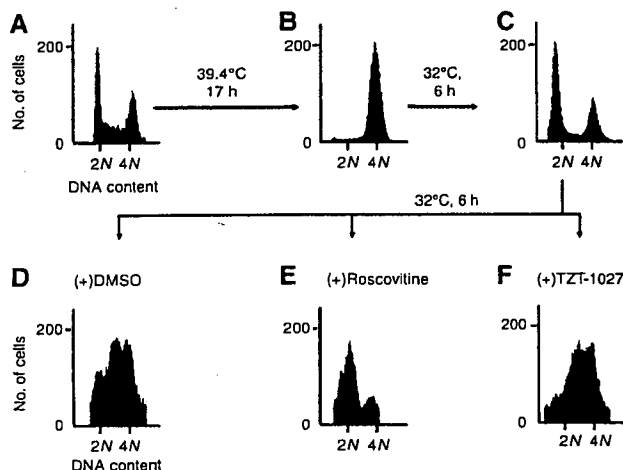 A
B
C
No. of cells
200
0
2N 4N
DNA content
39.4°C
17 h
200
0
2N 4N
32°C,
6 h
200
0
2N 4N
32°C, 6 h
D
(+)DMSO
E
(+)Roscovitine
F
(+)TZT-1027
No. of cells
200
0
2N 4N
DNA content
200
0
2N 4N
200
0
2N 4N